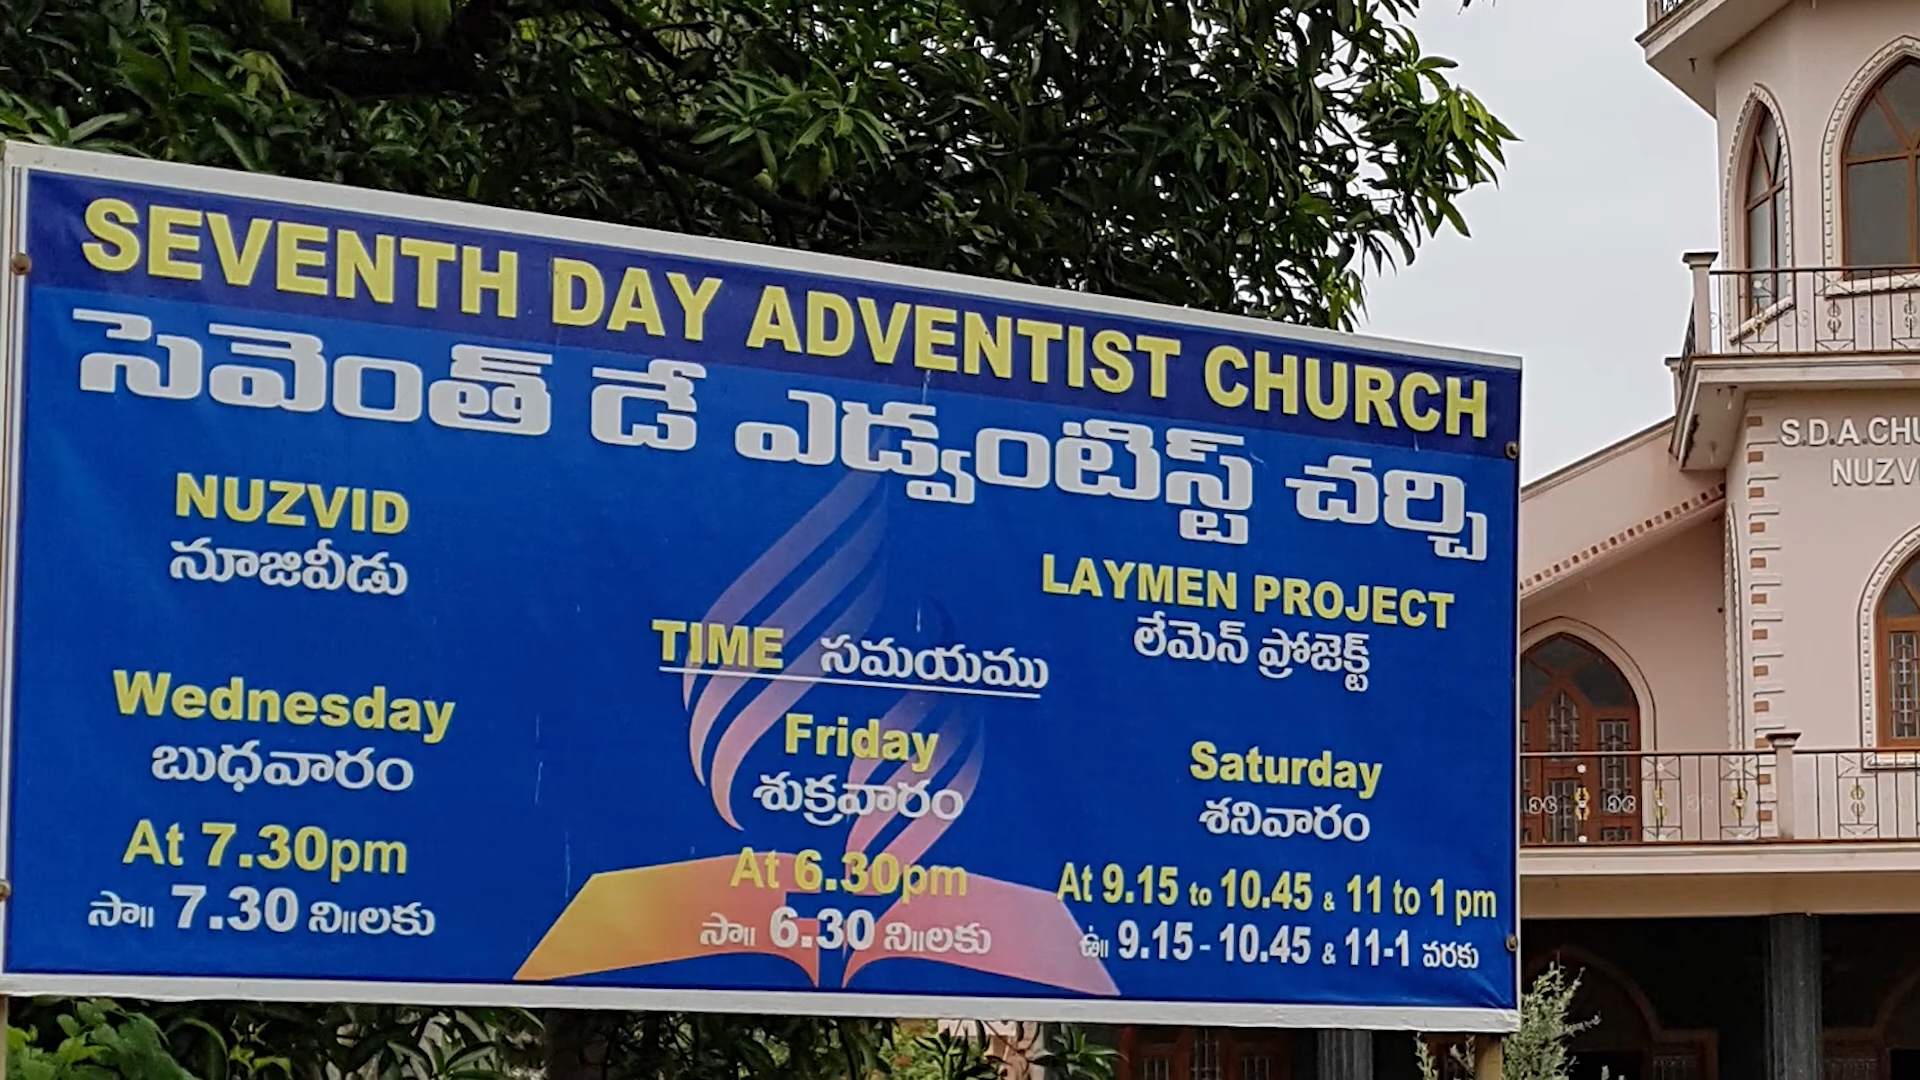 SEVENTH DAY ADVENTIST CHURCH
సెవెంత్ డే ఎడ్వంటిస్ట్ చర్చి
NUZVID
నూజివీడు
LAYMEN PROJECT
లేమెన్ ప్రోజెక్ట్
TIME సమయము
Wednesday
బుధవారం
At 7.30pm
సా॥ 7.30 ని॥లకు
Friday
శుక్రవారం
At 6.30pm
సా॥ 6.30 ని॥లకు
Saturday
శనివారం
At 9.15 to 10.45 & 11 to 1 pm
ఉ॥ 9.15 - 10.45 & 11-1 వరకు
S.D.A.CHU
NUZV